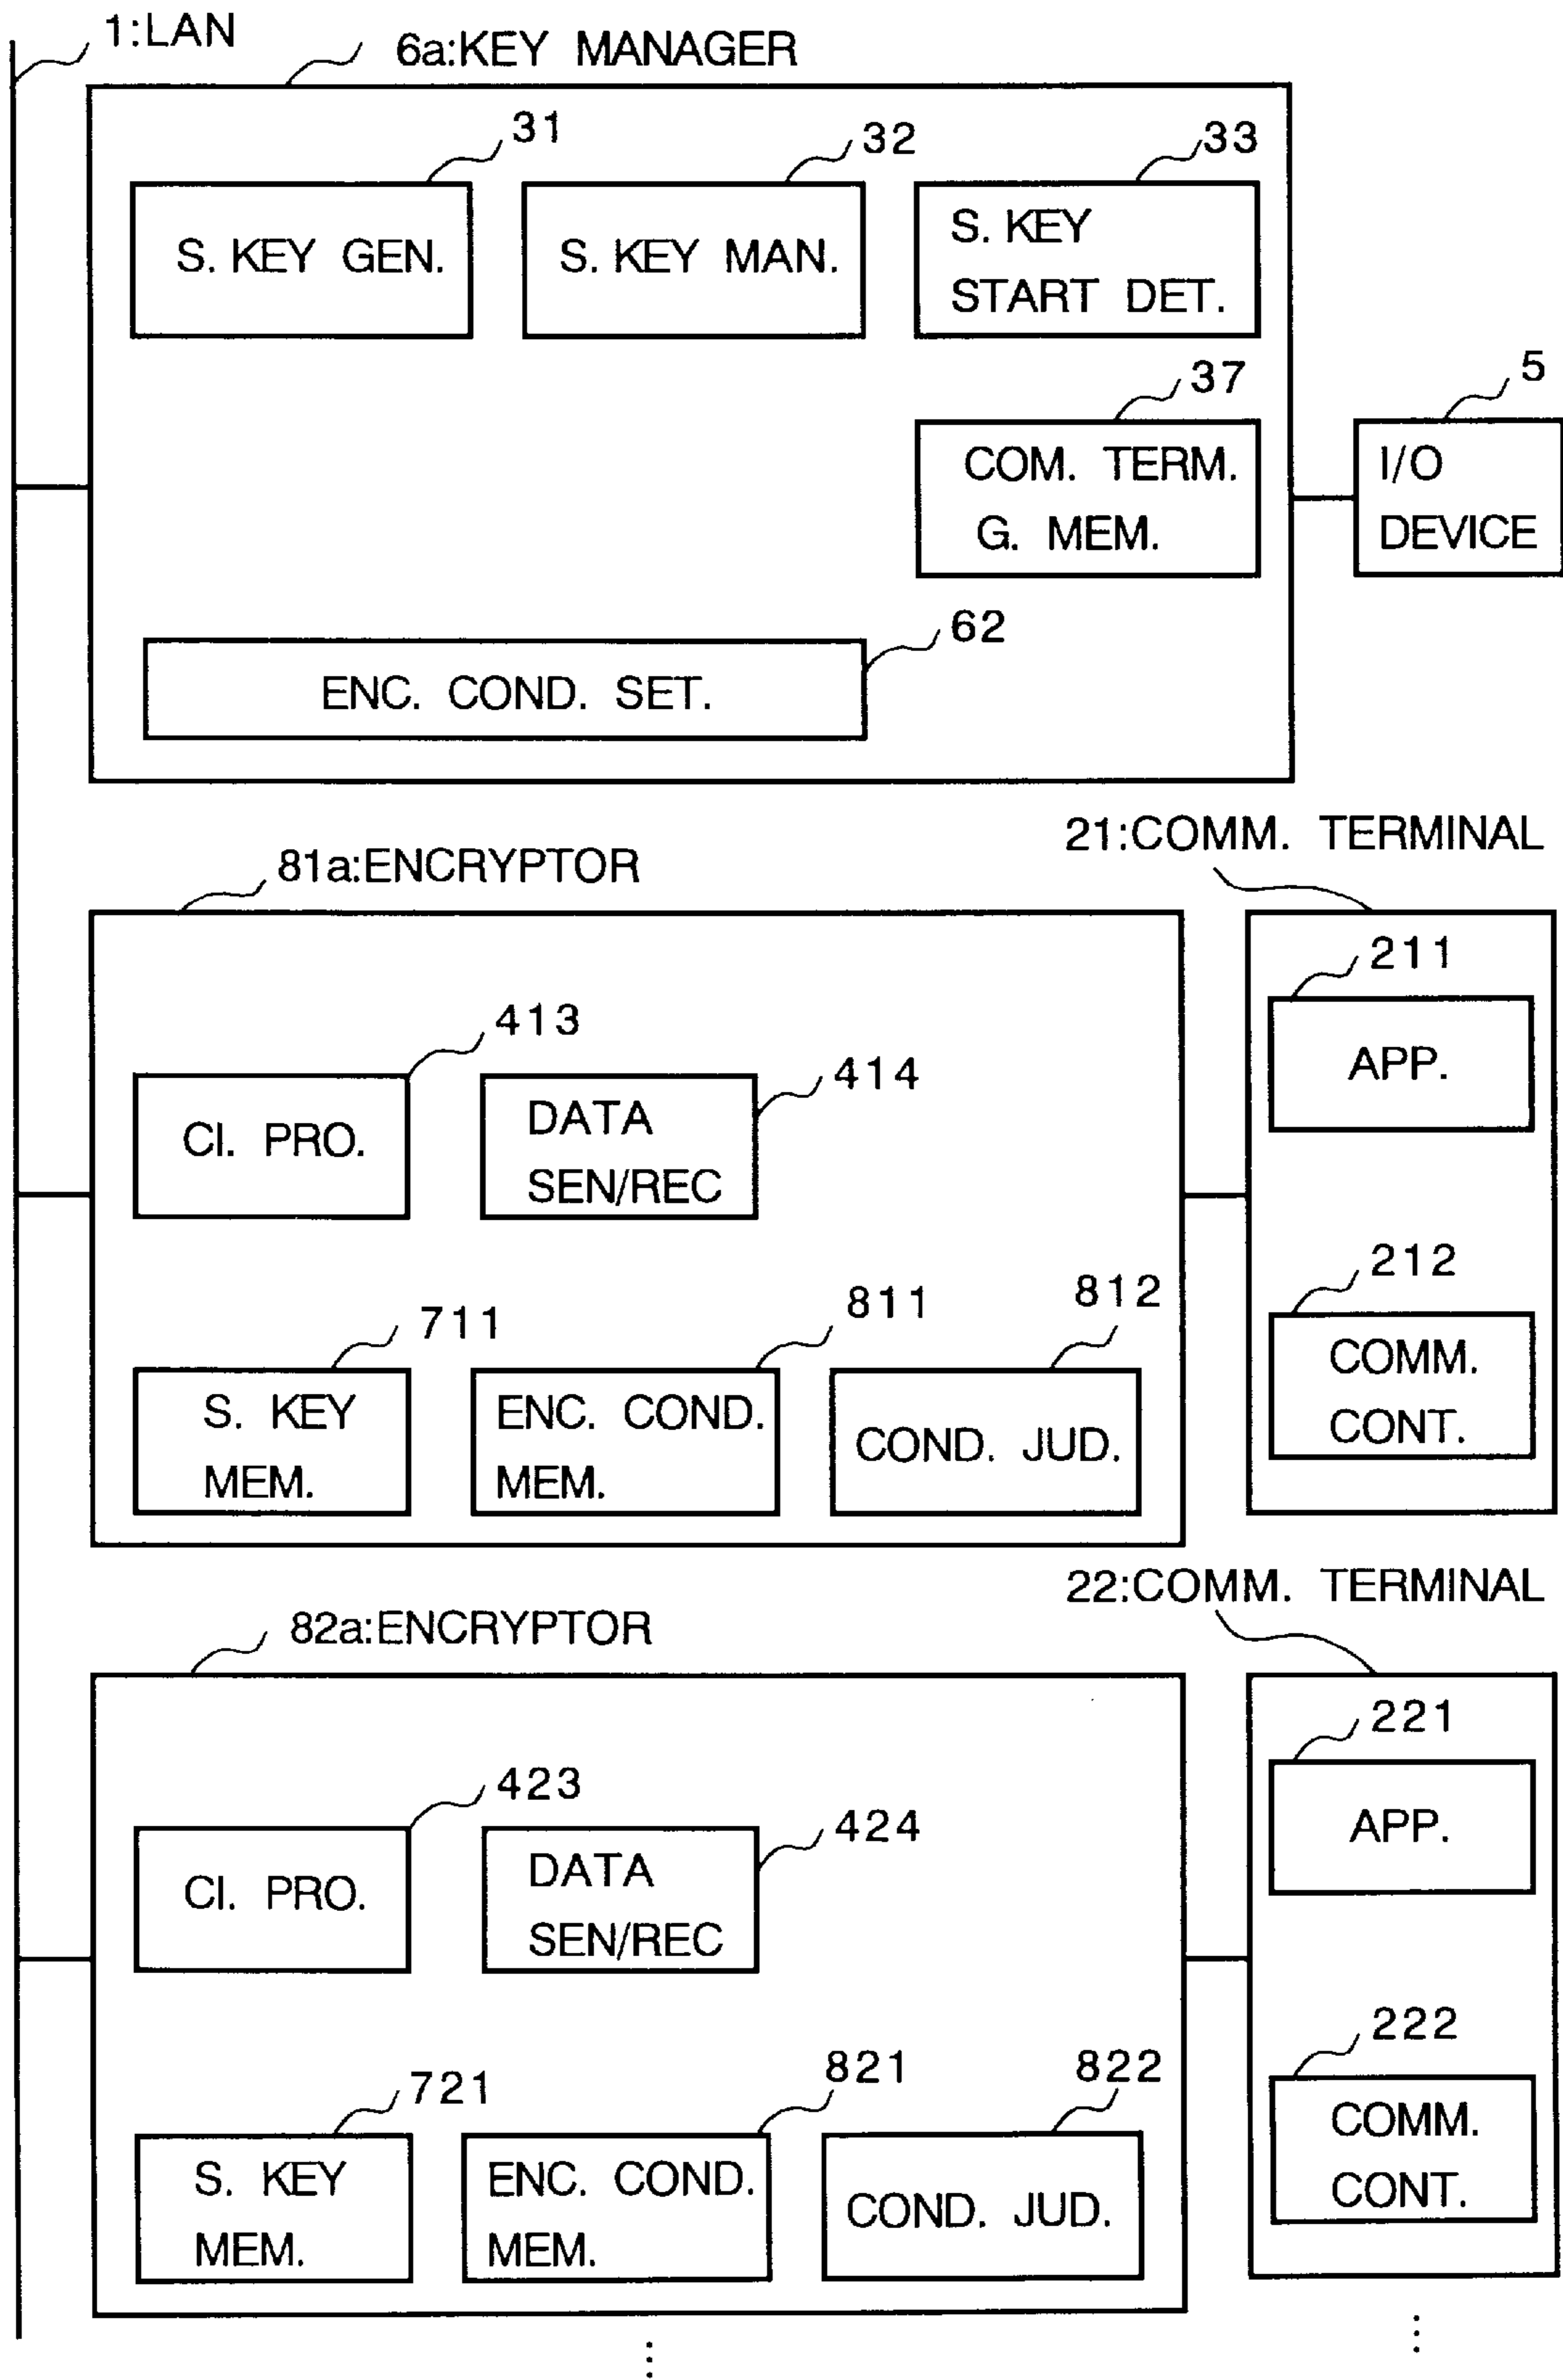 1:LAN
6a:KEY MANAGER
31
32
33
S. KEY GEN.
S. KEY MAN.
S. KEY
START DET.
37
5
COM. TERM.
G. MEM.
I/O
DEVICE
62
ENC. COND. SET.
81a:ENCRYPTOR
21:COMM. TERMINAL
211
APP.
413
414
CI. PRO.
DATA
SEN/REC
212
COMM.
CONT.
711
811
812
S. KEY
MEM.
ENC. COND.
MEM.
COND. JUD.
82a:ENCRYPTOR
22:COMM. TERMINAL
221
APP.
423
424
CI. PRO.
DATA
SEN/REC
222
COMM.
CONT.
721
821
822
S. KEY
MEM.
ENC. COND.
MEM.
COND. JUD.